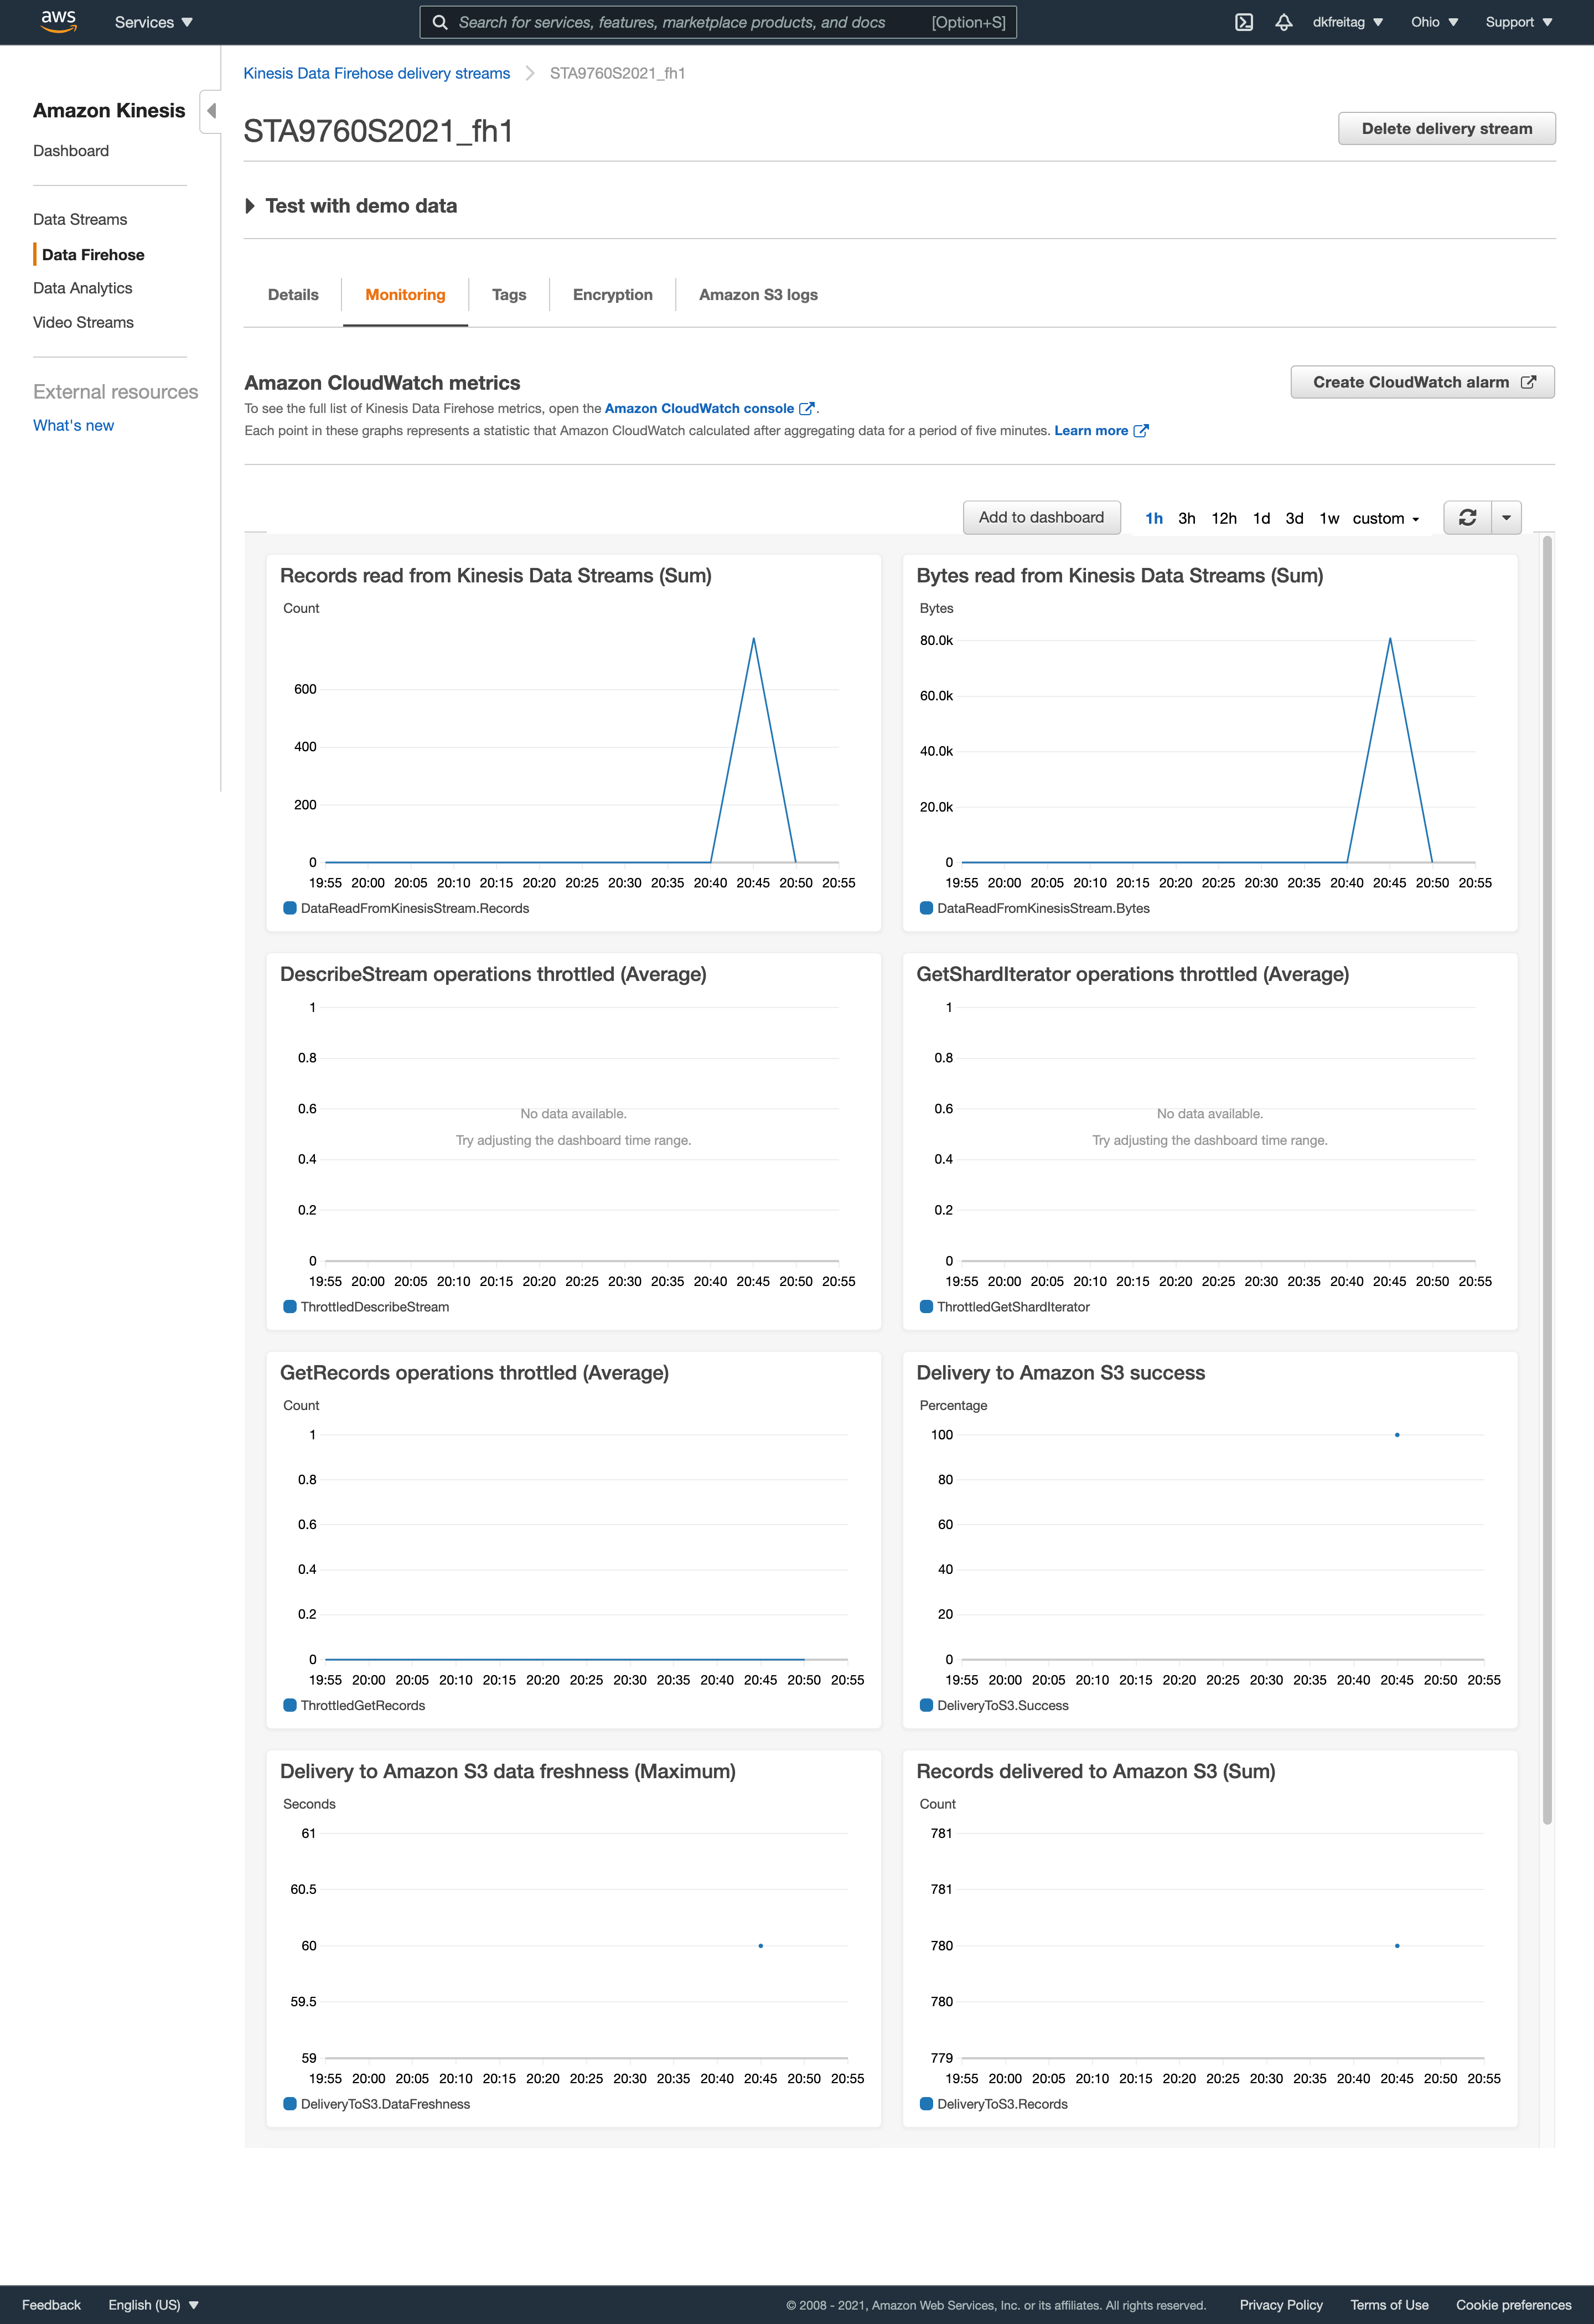 aws Services Search for services, features, marketplace products, and docs [Option+S] dkfreitag Ohio Support
Kinesis Data Firehose delivery streams STA9760S2021_fh1
Amazon Kinesis
Dashboard
Data Streams
Data Firehose
Data Analytics
Video Streams
External resources
What's new
STA9760S2021_fh1 Delete delivery stream
Test with demo data
Details Monitoring Tags Encryption Amazon S3 logs
Amazon CloudWatch metrics Create CloudWatch alarm
To see the full list of Kinesis Data Firehose metrics, open the Amazon CloudWatch console.
Each point in these graphs represents a statistic that Amazon CloudWatch calculated after aggregating data for a period of five minutes. Learn more
Add to dashboard 1h 3h 12h 1d 3d 1w custom
Records read from Kinesis Data Streams (Sum)
Count
600
400
200
0
19:55 20:00 20:05 20:10 20:15 20:20 20:25 20:30 20:35 20:40 20:45 20:50 20:55
DataReadFromKinesisStream.Records
Bytes read from Kinesis Data Streams (Sum)
Bytes
80.0k
60.0k
40.0k
20.0k
0
19:55 20:00 20:05 20:10 20:15 20:20 20:25 20:30 20:35 20:40 20:45 20:50 20:55
DataReadFromKinesisStream.Bytes
DescribeStream operations throttled (Average)
1
0.8
0.6
No data available.
Try adjusting the dashboard time range.
0.4
0.2
0
19:55 20:00 20:05 20:10 20:15 20:20 20:25 20:30 20:35 20:40 20:45 20:50 20:55
ThrottledDescribeStream
GetShardIterator operations throttled (Average)
1
0.8
0.6
No data available.
Try adjusting the dashboard time range.
0.4
0.2
0
19:55 20:00 20:05 20:10 20:15 20:20 20:25 20:30 20:35 20:40 20:45 20:50 20:55
ThrottledGetShardIterator
GetRecords operations throttled (Average)
Count
1
0.8
0.6
0.4
0.2
0
19:55 20:00 20:05 20:10 20:15 20:20 20:25 20:30 20:35 20:40 20:45 20:50 20:55
ThrottledGetRecords
Delivery to Amazon S3 success
Percentage
100
80
60
40
20
0
19:55 20:00 20:05 20:10 20:15 20:20 20:25 20:30 20:35 20:40 20:45 20:50 20:55
DeliveryToS3.Success
Delivery to Amazon S3 data freshness (Maximum)
Seconds
61
60.5
60
59.5
59
19:55 20:00 20:05 20:10 20:15 20:20 20:25 20:30 20:35 20:40 20:45 20:50 20:55
DeliveryToS3.DataFreshness
Records delivered to Amazon S3 (Sum)
Count
781
781
780
780
779
19:55 20:00 20:05 20:10 20:15 20:20 20:25 20:30 20:35 20:40 20:45 20:50 20:55
DeliveryToS3.Records
Feedback English (US) © 2008 - 2021, Amazon Web Services, Inc. or its affiliates. All rights reserved. Privacy Policy Terms of Use Cookie preferences